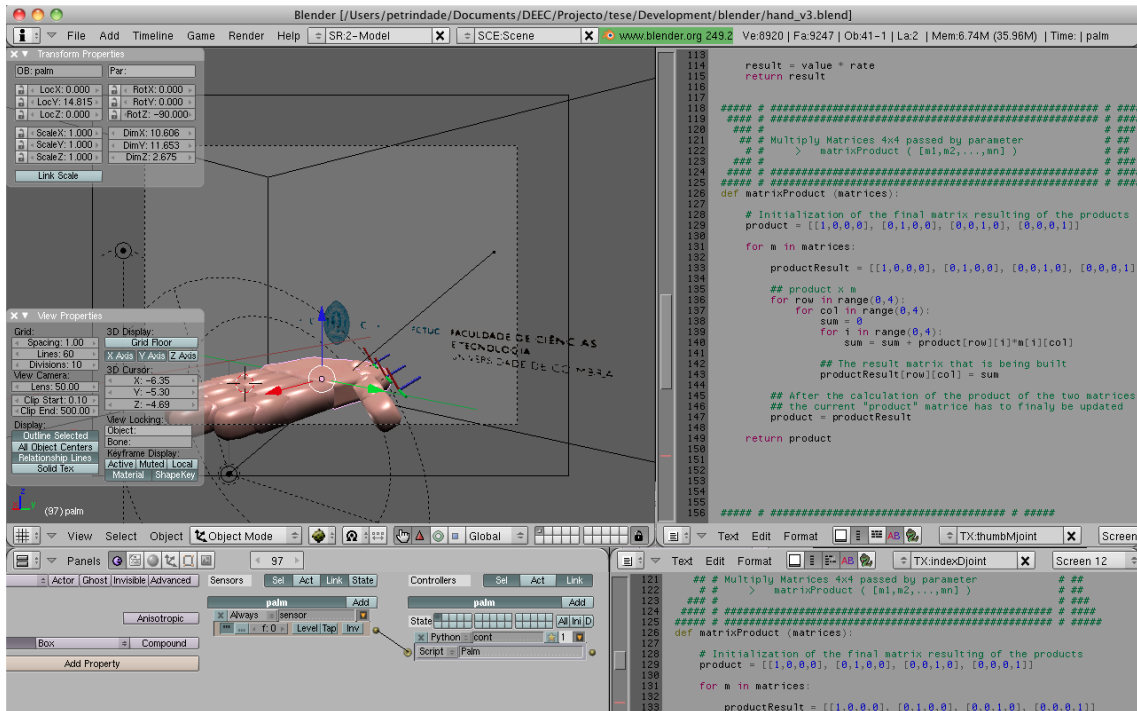 Blender [/Users/petrindade/Documents/DEEC/Projecto/tese/Development/blender/hand_v3.blend]
File Add Timeline Game Render Help SR:2-Model X SCE:Scene X www.blender.org 249.2 Ve:8920 | Fa:9247 | Ob:41-1 | La:2 | Mem:6.74M (35.96M) | Time: | palm
Transform Properties
OB: palm Par:
LocX: 0.000 RotX: 0.000
LocY: 14.815 RotY: 0.000
LocZ: 0.000 RotZ: -90.000
ScaleX: 1.000 DimX: 10.606
ScaleY: 1.000 DimY: 11.653
ScaleZ: 1.000 DimZ: 2.675
Link Scale
View Properties
Grid: 3D Display:
Spacing: 1.00 Grid Floor
Lines: 60 X Axis Y Axis Z Axis
Divisions: 10
View Camera: 3D Cursor:
Lens: 50.00 X: -6.35
Y: -5.30
Clip Start: 0.10 Z: -4.69
Clip End: 500.00
Display: View Locking:
Outline Selected Object:
All Object Centers Bone:
Relationship Lines Keyframe Display:
Solid Tex Active Muted Local
Material ShapeKey
FCTUC FACULDADE DE CIÊNCIAS
E TECNOLOGIA
UNIVERSIDADE DE COIMBRA
z
y
(97) palm
View Select Object Object Mode Global
113
114 result = value * rate
115 return result
116
117
118 ##### # #################################################### # ####
119 #### # #################################################### # ####
120 ### # # ###
121 ## # Multiply Matrices 4x4 passed by parameter # ##
122 # # > matrixProduct ( [m1,m2,...,mn] ) # ##
123 ### # # ###
124 #### # #################################################### # ####
125 ##### # #################################################### # ####
126 def matrixProduct (matrices):
127
128 # Initialization of the final matrix resulting of the products
129 product = [[1,0,0,0], [0,1,0,0], [0,0,1,0], [0,0,0,1]]
130
131 for m in matrices:
132
133 productResult = [[1,0,0,0], [0,1,0,0], [0,0,1,0], [0,0,0,1]
134
135 ## product x m
136 for row in range(0,4):
137 for col in range(0,4):
138 sum = 0
139 for i in range(0,4):
140 sum = sum + product[row][i]*m[i][col]
141
142 ## The result matrix that is being built
143 productResult[row][col] = sum
144
145 ## After the calculation of the product of the two matrices
146 ## the current "product" matrice has to finaly be updated
147 product = productResult
148
149 return product
150
151
152
153
154
155
156 ##### # ##################################### # #####
Text Edit Format AB TX:thumbMjoint X Screen
Panels 97
Actor Ghost Invisible Advanced Sensors Sel Act Link State Controllers Sel Act Link
palm Add palm Add
Always sensor State All Ini D
Anisotropic f: 0 Level Tap Inv Python cont 1
Box Compound Script: Palm
Add Property
Text Edit Format AB TX:indexDjoint X Screen 12
121 ## # Multiply Matrices 4x4 passed by parameter # ##
122 # # > matrixProduct ( [m1,m2,...,mn] ) # ##
123 ### # # ###
124 #### # #################################################### # ####
125 ##### # #################################################### # #####
126 def matrixProduct (matrices):
127
128 # Initialization of the final matrix resulting of the products
129 product = [[1,0,0,0], [0,1,0,0], [0,0,1,0], [0,0,0,1]]
130
131 for m in matrices:
132
133 productResult = [[1,0,0,0], [0,1,0,0], [0,0,1,0], [0,0,0,1]]